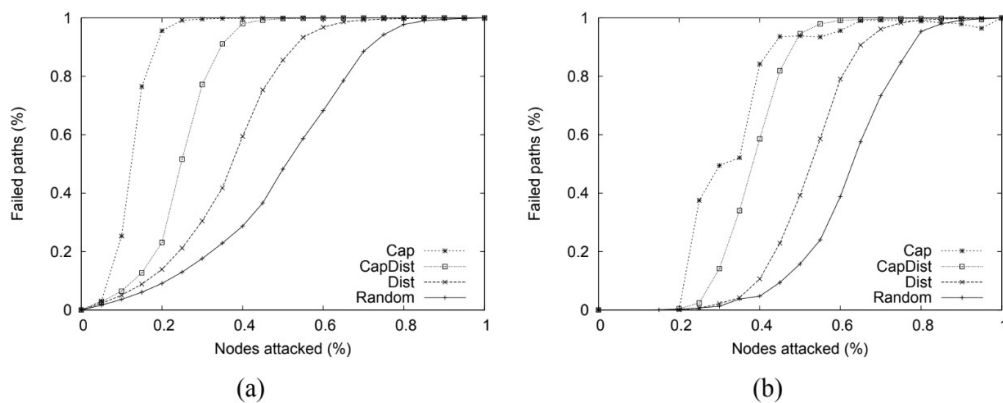 Failed paths (%)
1
0.8
0.6
0.4
0.2
0
Cap
CapDist
Dist
Random
0 0.2 0.4 0.6 0.8 1
Nodes attacked (%)
(a)
Failed paths (%)
1
0.8
0.6
0.4
0.2
0
Cap
CapDist
Dist
Random
0 0.2 0.4 0.6 0.8 1
Nodes attacked (%)
(b)